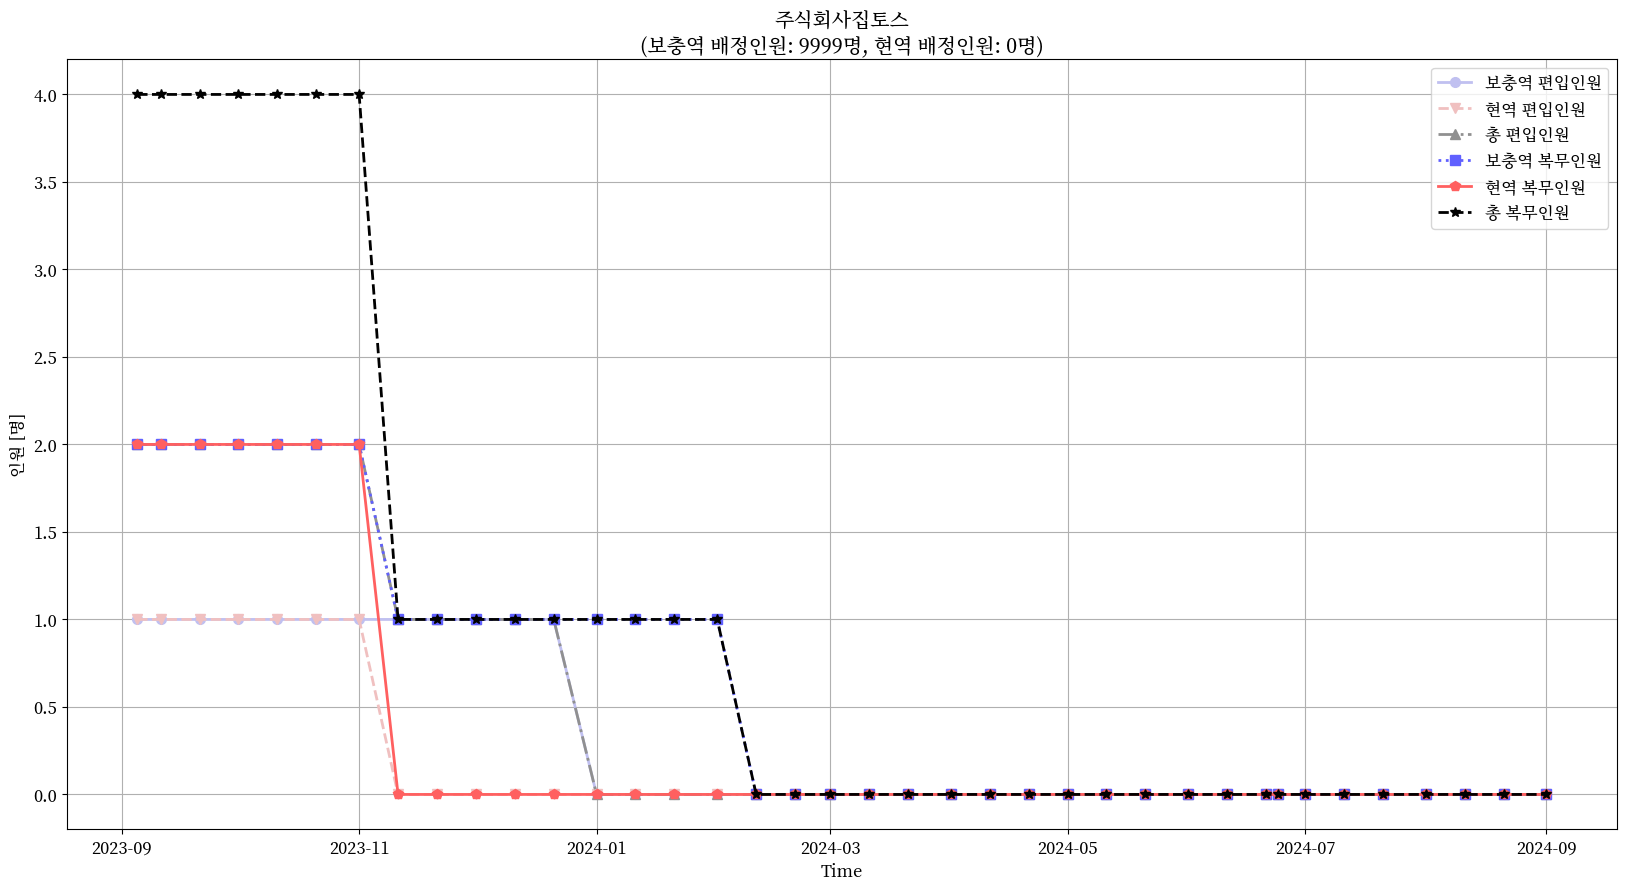 주식회사집토스
(보충역 배정인원: 9999명, 현역 배정인원: 0명)
보충역 편입인원
현역 편입인원
총 편입인원
보충역 복무인원
현역 복무인원
총 복무인원
4.0
3.5
3.0
2.5
2.0
1.5
1.0
0.5
0.0
인원 [명]
2023-09
2023-11
2024-01
2024-03
2024-05
2024-07
2024-09
Time